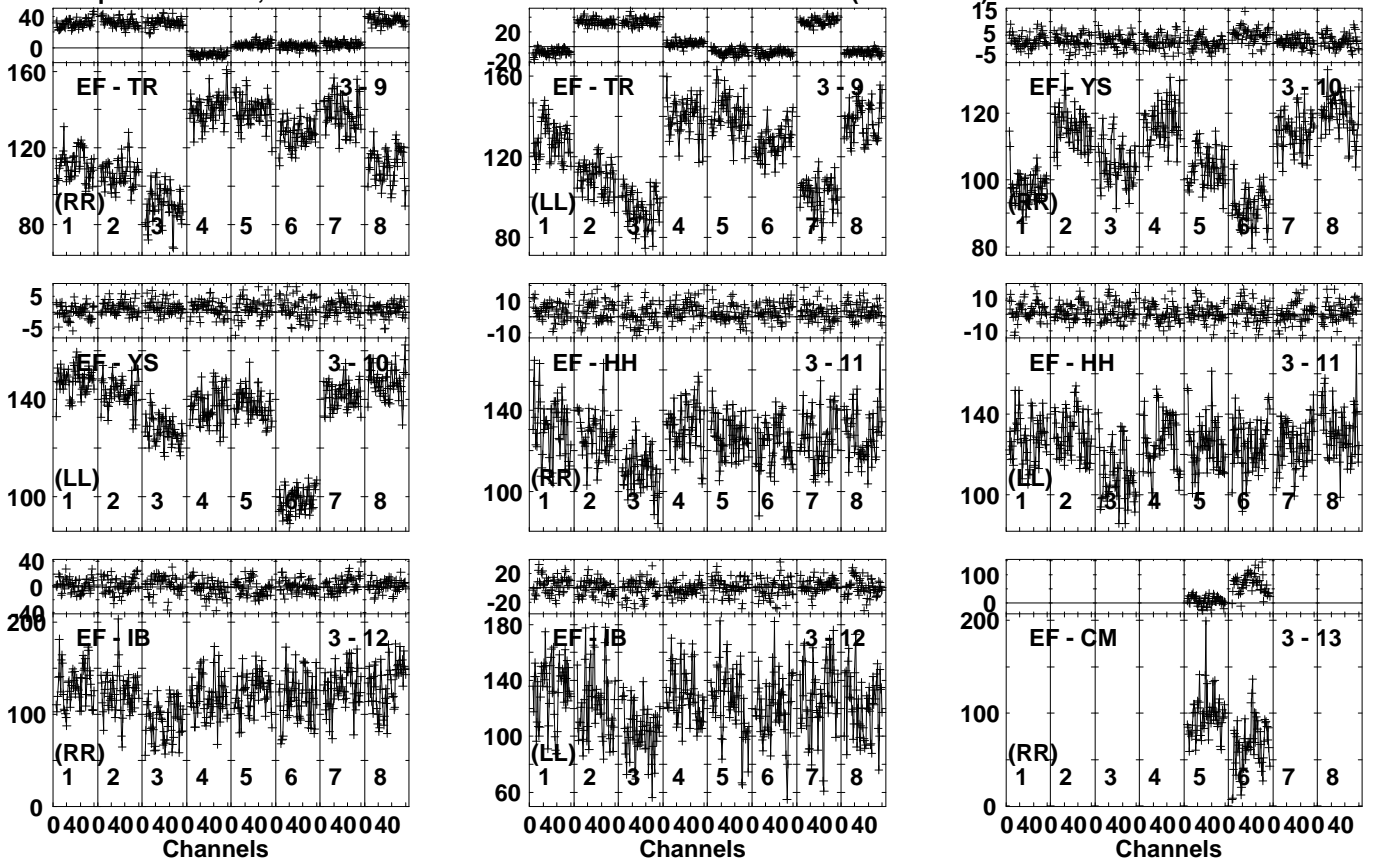 40 20 15
0 -20 5
-5
160 EF - TR 3 - 9 160 EF - TR 3 - 9 EF - YS 3 - 10
120 120 120
100
(RR) (LL) (RR)
80 1 2 3 4 5 6 7 8 80 1 2 3 4 5 6 7 8 80 1 2 3 4 5 6 7 8
5 10 10
-5 -10 -10
EF - YS 3 - 10 EF - HH 3 - 11 EF - HH 3 - 11
140 140 140
(LL) (RR) (LL)
100 1 2 3 4 5 6 7 8 100 1 2 3 4 5 6 7 8 100 1 2 3 4 5 6 7 8
40 20 100
0 -20 0
40
200 EF - IB 3 - 12 180 EF - IB 3 - 12 200 EF - CM 3 - 13
140
100 100 100
(RR) (LL) (RR)
1 2 3 4 5 6 7 8 1 2 3 4 5 6 7 8 1 2 3 4 5 6 7 8
0 60 0
0 40 0 40 0 40 0 40 0 40 0 40 0 40 0 40 0 40 0 40 0 40 0 40 0 40 0 40 0 40 0 40 0 40 0 40 0 40 0 40 0 40 0 40 0 40 0 40
Channels Channels Channels